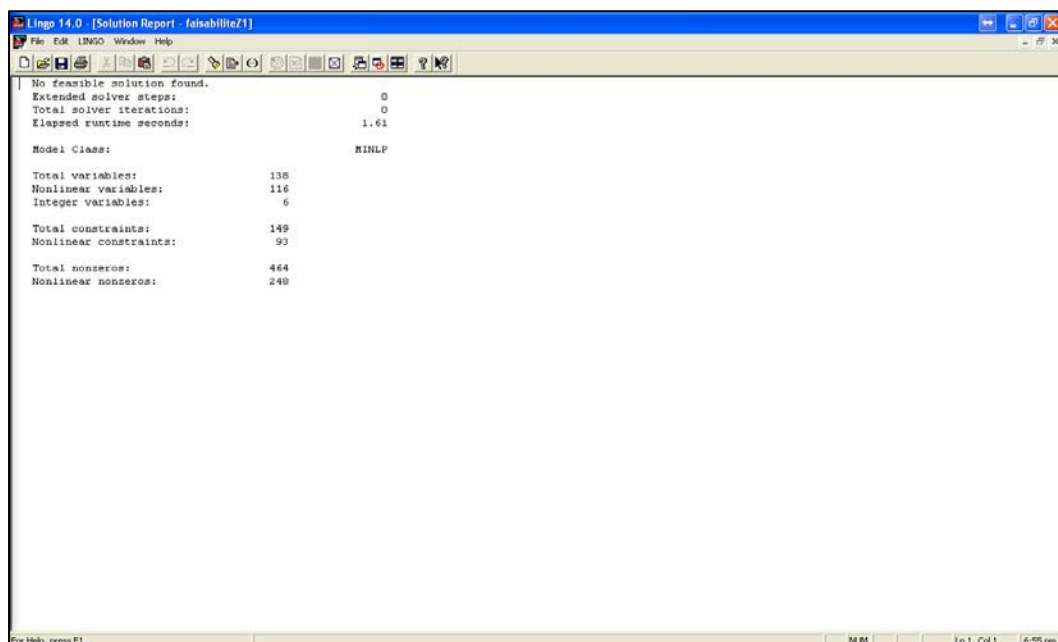 Lingo 14.0 - [Solution Report - faisabiliteZ1]
File Edit LINGO Window Help
No feasible solution found.
Extended solver steps: 0
Total solver iterations: 0
Elapsed runtime seconds: 1.61
Model Class: MINLP
Total variables: 138
Nonlinear variables: 116
Integer variables: 6
Total constraints: 149
Nonlinear constraints: 93
Total nonzeros: 464
Nonlinear nonzeros: 248
For Help, press F1 NUM Ln 1, Col 1 6:55 pm